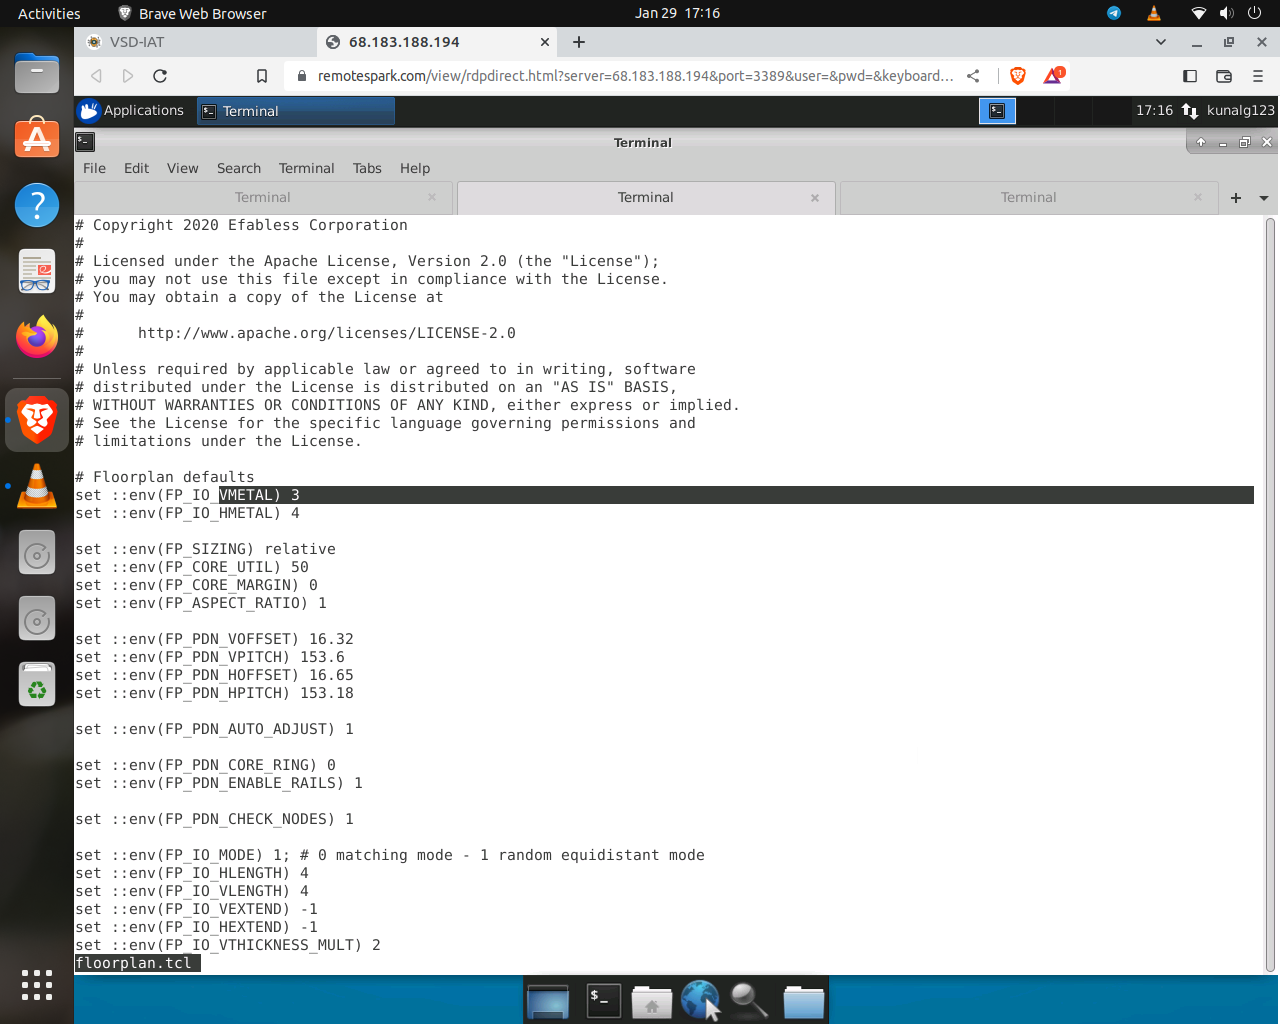 Activities
Brave Web Browser
Jan 29 17:16
VSD-IAT
68.183.188.194
remotespark.com/view/rdpdirect.html?server=68.183.188.194&port=3389&user=&pwd=&keyboard...
1
Applications
Terminal
17:16
kunalg123
Terminal
File Edit View Search Terminal Tabs Help
Terminal
Terminal
Terminal
# Copyright 2020 Efabless Corporation
#
# Licensed under the Apache License, Version 2.0 (the "License");
# you may not use this file except in compliance with the License.
# You may obtain a copy of the License at
#
#      http://www.apache.org/licenses/LICENSE-2.0
#
# Unless required by applicable law or agreed to in writing, software
# distributed under the License is distributed on an "AS IS" BASIS,
# WITHOUT WARRANTIES OR CONDITIONS OF ANY KIND, either express or implied.
# See the License for the specific language governing permissions and
# limitations under the License.
# Floorplan defaults
set ::env(FP_IO_VMETAL) 3
set ::env(FP_IO_HMETAL) 4
set ::env(FP_SIZING) relative
set ::env(FP_CORE_UTIL) 50
set ::env(FP_CORE_MARGIN) 0
set ::env(FP_ASPECT_RATIO) 1
set ::env(FP_PDN_VOFFSET) 16.32
set ::env(FP_PDN_VPITCH) 153.6
set ::env(FP_PDN_HOFFSET) 16.65
set ::env(FP_PDN_HPITCH) 153.18
set ::env(FP_PDN_AUTO_ADJUST) 1
set ::env(FP_PDN_CORE_RING) 0
set ::env(FP_PDN_ENABLE_RAILS) 1
set ::env(FP_PDN_CHECK_NODES) 1
set ::env(FP_IO_MODE) 1; # 0 matching mode - 1 random equidistant mode
set ::env(FP_IO_HLENGTH) 4
set ::env(FP_IO_VLENGTH) 4
set ::env(FP_IO_VEXTEND) -1
set ::env(FP_IO_HEXTEND) -1
set ::env(FP_IO_VTHICKNESS_MULT) 2
floorplan.tcl